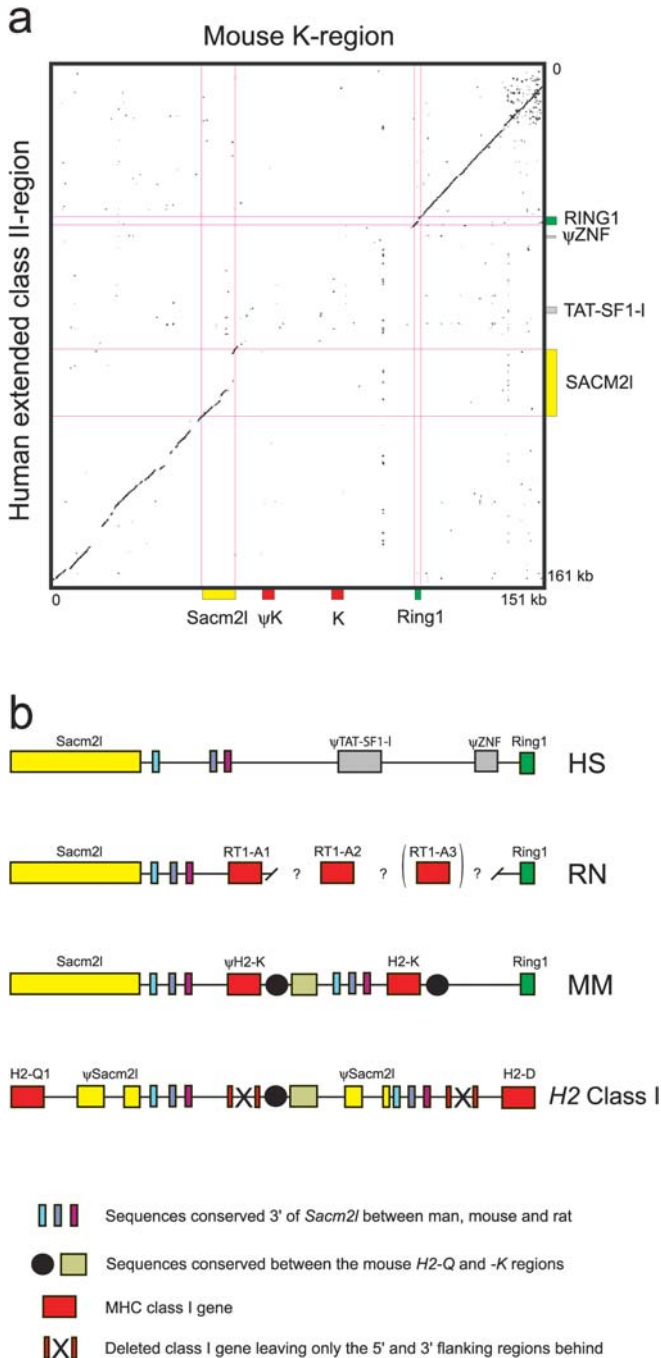 a
Mouse K-region
Human extended class II-region
0
RING1
ψZNF
TAT-SF1-l
SACM2l
161 kb
0
151 kb
Sacm2l
ψK
K
Ring1
b
Sacm2l
ψTAT-SF1-l
ψZNF
Ring1
HS
Sacm2l
RT1-A1
RT1-A2
(RT1-A3)
Ring1
? ? ?
RN
Sacm2l
ψH2-K
H2-K
Ring1
MM
H2-Q1
ψSacm2l
ψSacm2l
H2-D
H2 Class I
Sequences conserved 3' of Sacm2l between man, mouse and rat
Sequences conserved between the mouse H2-Q and -K regions
MHC class I gene
X Deleted class I gene leaving only the 5' and 3' flanking regions behind